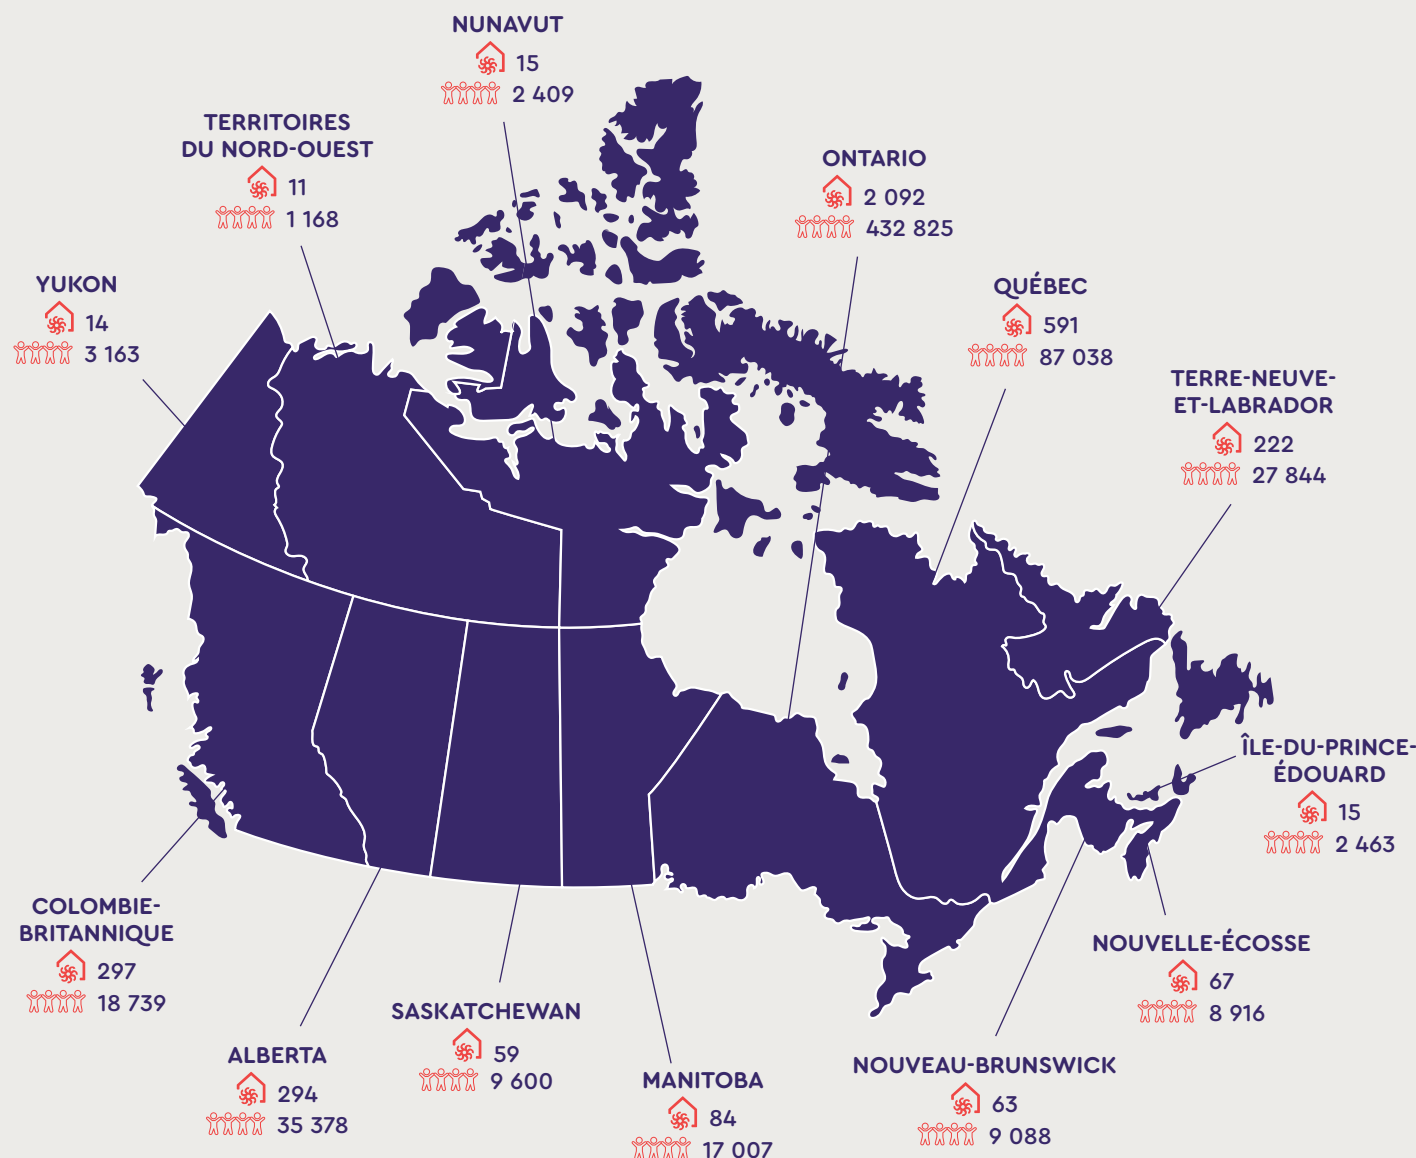 NUNAVUT
15
2 409
TERRITOIRES
DU NORD-OUEST
11
1 168
ONTARIO
2 092
432 825
YUKON
14
3 163
QUÉBEC
591
87 038
TERRE-NEUVE-
ET-LABRADOR
222
27 844
ÎLE-DU-PRINCE-
ÉDOUARD
15
2 463
COLOMBIE-
BRITANNIQUE
297
18 739
NOUVELLE-ÉCOSSE
67
8 916
SASKATCHEWAN
59
9 600
ALBERTA
294
35 378
MANITOBA
84
17 007
NOUVEAU-BRUNSWICK
63
9 088